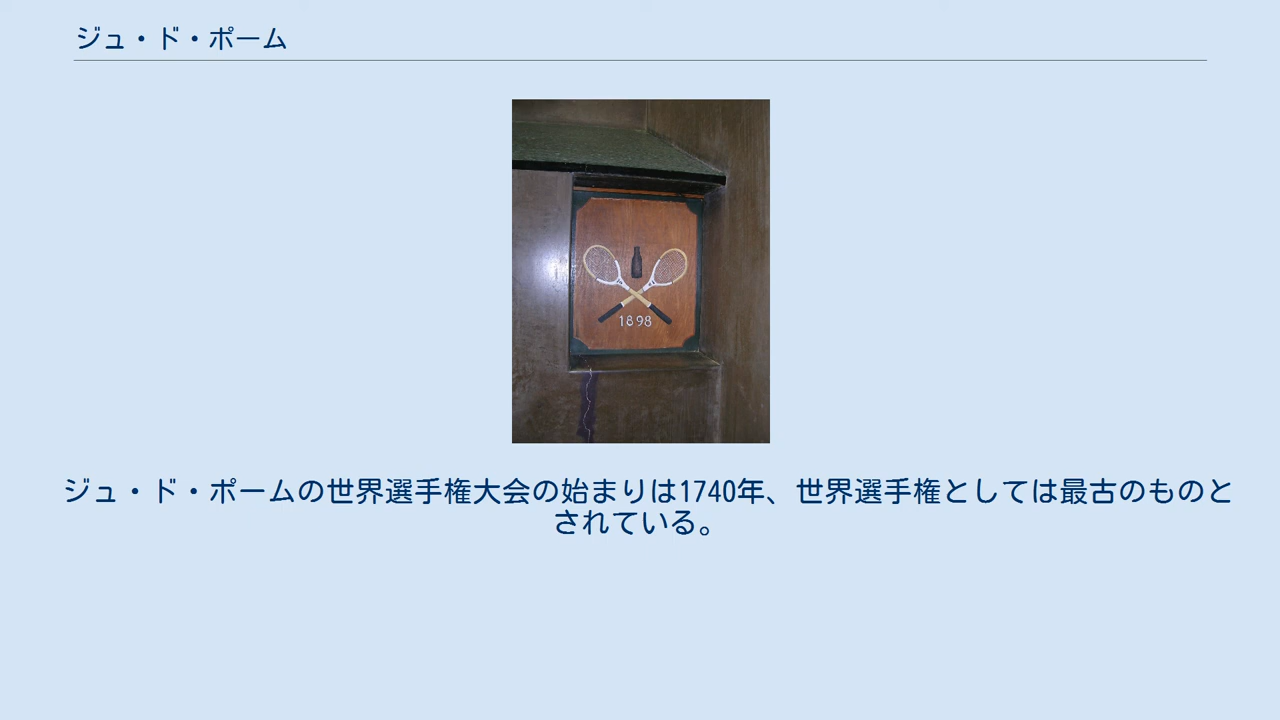 ジュ・ド・ポーム
1898
ジュ・ド・ポームの世界選手権大会の始まりは1740年、世界選手権としては最古のものと
されている。